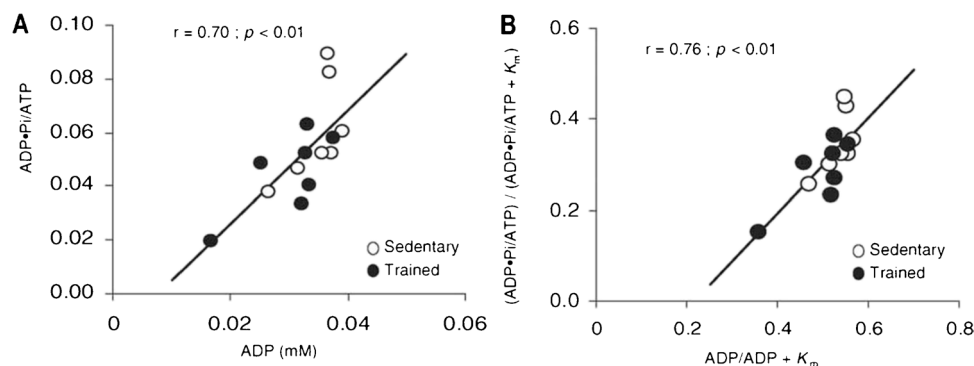 A
r = 0.70 ; p < 0.01
ADP•Pi/ATP
0.10
0.08
0.06
0.04
0.02
0.00
0
0.02
0.04
0.06
ADP (mM)
Sedentary
Trained
B
r = 0.76 ; p < 0.01
(ADP•Pi/ATP) / (ADP•Pi/ATP + Km)
0.6
0.4
0.2
0.0
0
0.2
0.4
0.6
0.8
ADP/ADP + Km
Sedentary
Trained